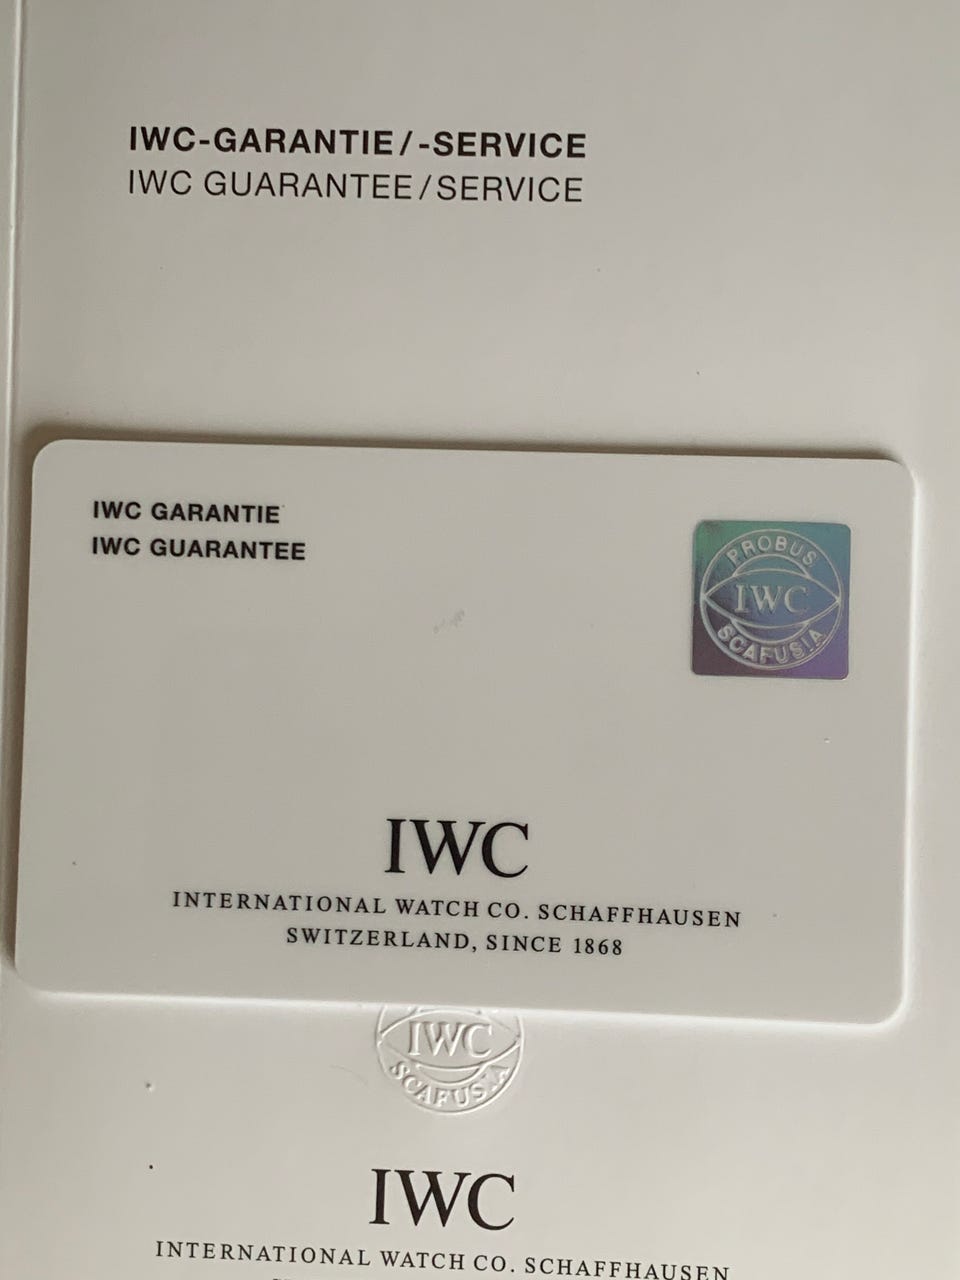 IWC-GARANTIE / -SERVICE
IWC GUARANTEE / SERVICE
IWC GARANTIE
IWC GUARANTEE
PROBUS
IWC
SCAFUSIA
IWC
INTERNATIONAL WATCH CO. SCHAFFHAUSEN
SWITZERLAND, SINCE 1868
IWC
SCAFUSIA
IWC
INTERNATIONAL WATCH CO. SCHAFFHAUSEN